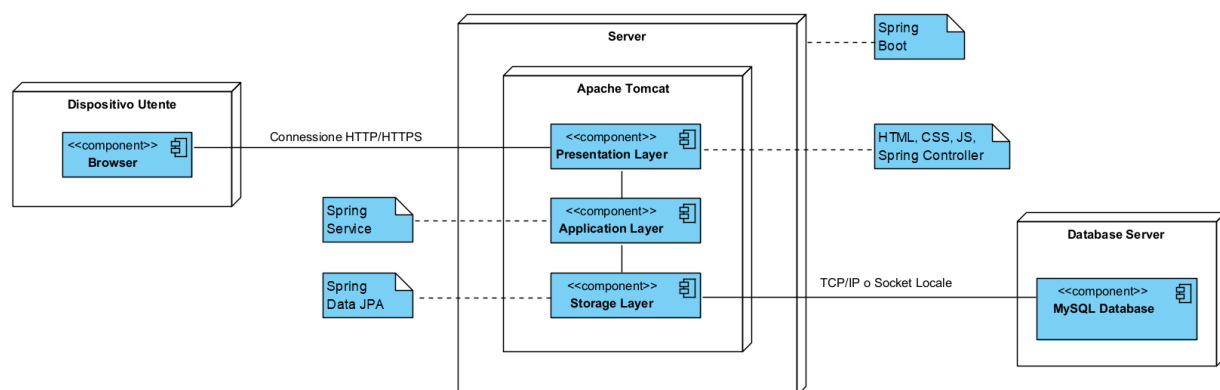 Server
Spring
Boot
Apache Tomcat
Dispositivo Utente
Connessione HTTP/HTTPS
<<component>>
Browser
<<component>>
Presentation Layer
HTML, CSS, JS,
Spring Controller
Spring
Service
<<component>>
Application Layer
Database Server
Spring
Data JPA
<<component>>
Storage Layer
TCP/IP o Socket Locale
<<component>>
MySQL Database